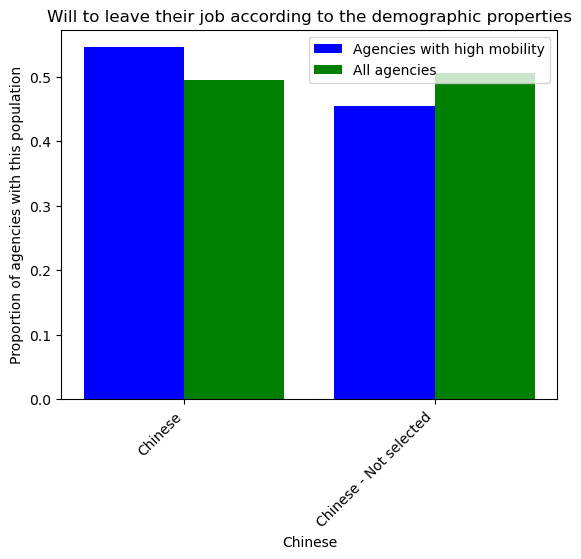 Will to leave their job according to the demographic properties
Agencies with high mobility
All agencies
Proportion of agencies with this population
0.5
0.4
0.3
0.2
0.1
0.0
Chinese
Chinese - Not selected
Chinese